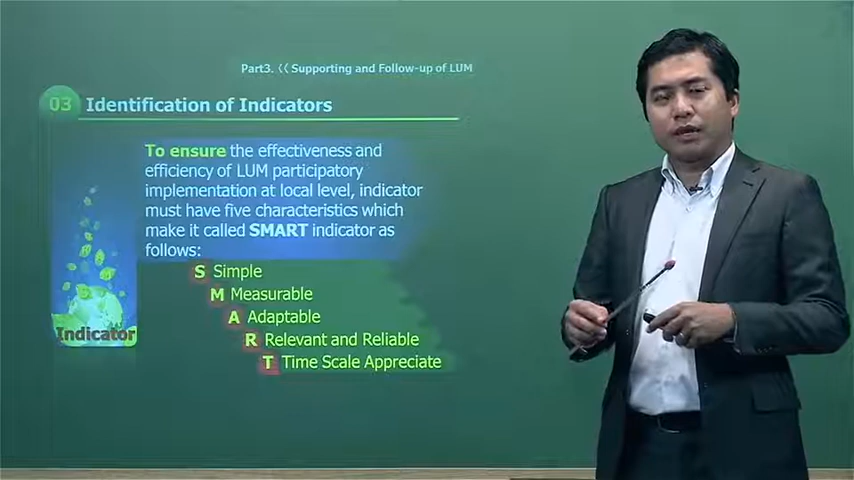 Part3. 《 Supporting and Follow-up of LUM
03 Identification of Indicators
To ensure the effectiveness and
efficiency of LUM participatory
implementation at local level, indicator
must have five characteristics which
make it called SMART indicator as
follows:
S Simple
M Measurable
A Adaptable
R Relevant and Reliable
T Time Scale Appreciate
Indicator